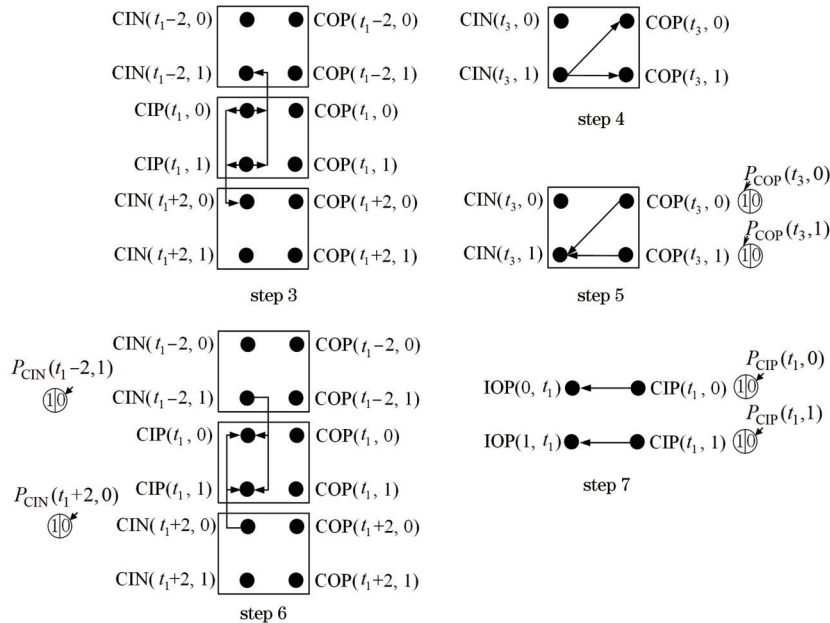 CIN(t₁−2, 0) COP(t₁−2, 0)
CIN(t₁−2, 1) COP(t₁−2, 1)
CIP(t₁, 0) COP(t₁, 0)
CIP(t₁, 1) COP(t₁, 1)
CIN(t₁+2, 0) COP(t₁+2, 0)
CIN(t₁+2, 1) COP(t₁+2, 1)
step 3
CIN(t₃, 0) COP(t₃, 0)
CIN(t₃, 1) COP(t₃, 1)
step 4
P_COP(t₃, 0)
CIN(t₃, 0) COP(t₃, 0) 1 0
P_COP(t₃,1)
CIN(t₃, 1) COP(t₃, 1) 1 0
step 5
CIN(t₁−2, 0) COP(t₁−2, 0)
P_CIN(t₁−2,1)
1 0 CIN(t₁−2, 1) COP(t₁−2, 1)
CIP(t₁, 0) COP(t₁, 0)
CIP(t₁, 1) COP(t₁, 1)
P_CIN(t₁+2,0)
1 0 CIN(t₁+2, 0) COP(t₁+2, 0)
CIN(t₁+2, 1) COP(t₁+2, 1)
step 6
P_CIP(t₁, 0)
IOP(0, t₁) CIP(t₁, 0) 1 0
P_CIP(t₁,1)
IOP(1, t₁) CIP(t₁, 1) 1 0
step 7